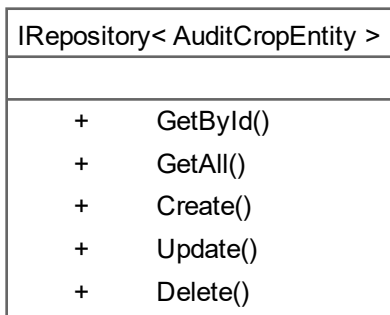 IRepository< AuditCropEntity >
+ GetById()
+ GetAll()
+ Create()
+ Update()
+ Delete()